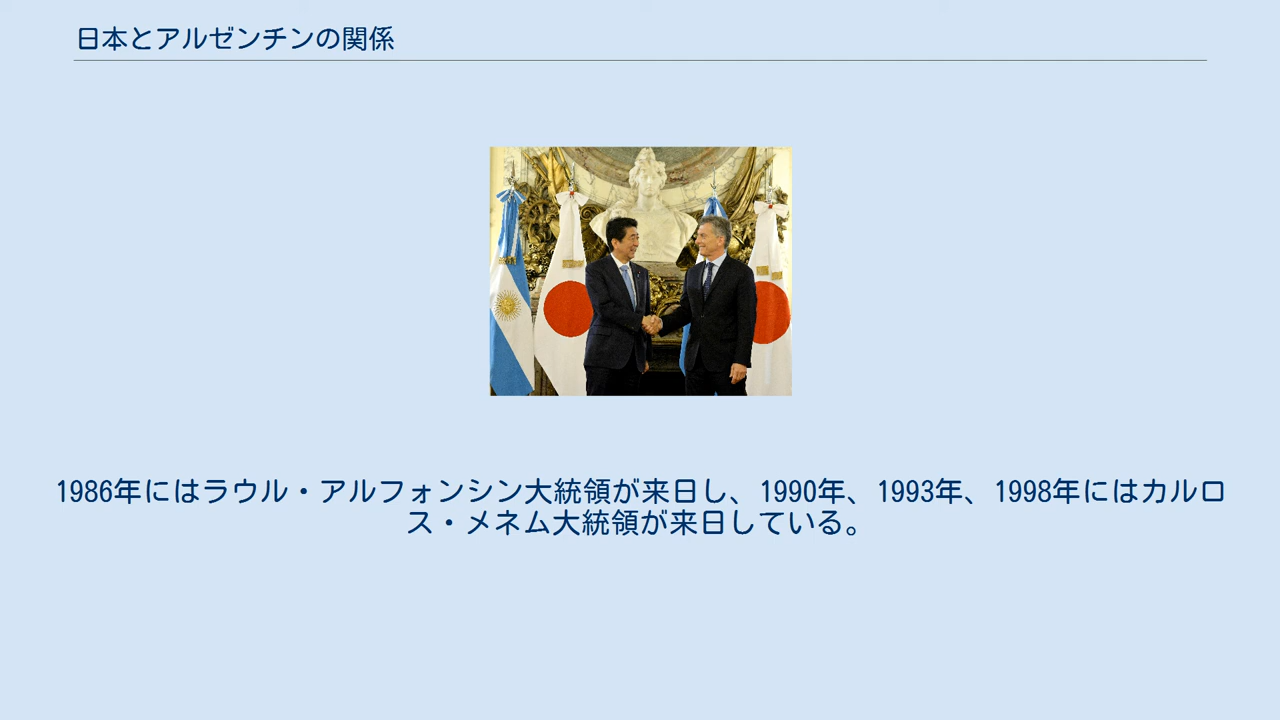 日本とアルゼンチンの関係
1986年にはラウル・アルフォンシン大統領が来日し、1990年、1993年、1998年にはカルロ
ス・メネム大統領が来日している。